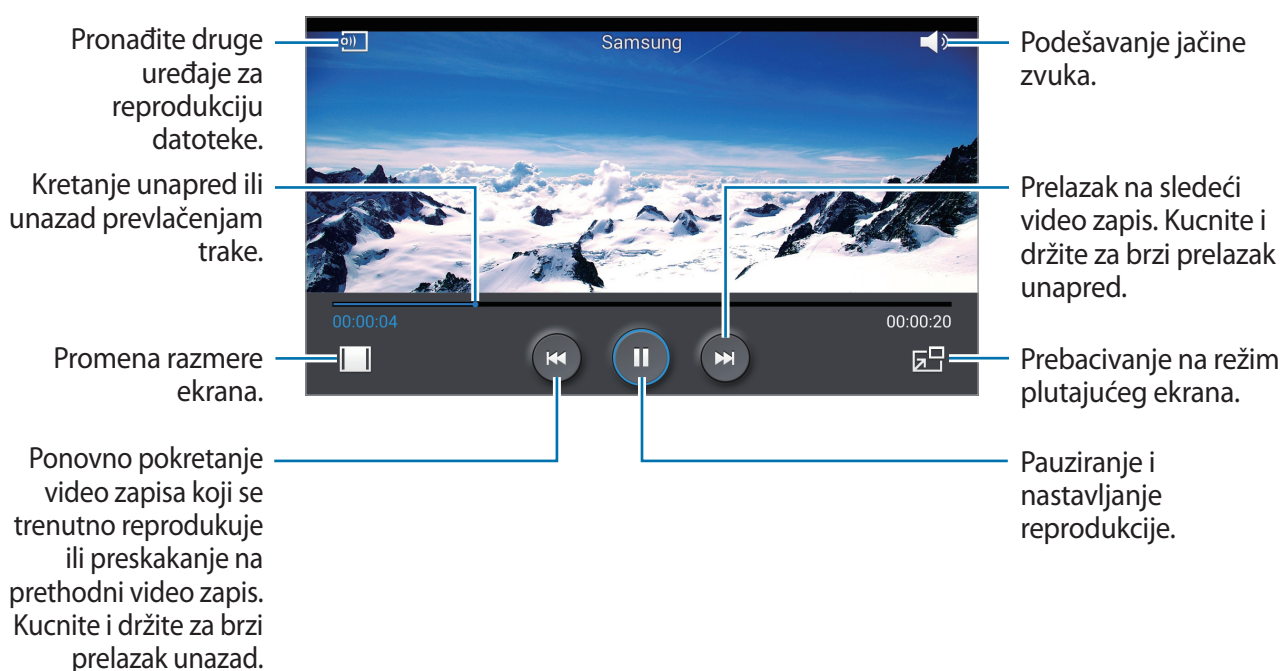 Pronađite druge
uređaje za
reprodukciju
datoteke.
Kretanje unapred ili
unazad prevlačenjam
trake.
Promena razmere
ekrana.
Ponovno pokretanje
video zapisa koji se
trenutno reprodukuje
ili preskakanje na
prethodni video zapis.
Kucnite i držite za brzi
prelazak unazad.
Samsung
00:00:04
00:00:20
Podešavanje jačine
zvuka.
Prelazak na sledeći
video zapis. Kucnite i
držite za brzi prelazak
unapred.
Prebacivanje na režim
plutajućeg ekrana.
Pauziranje i
nastavljanje
reprodukcije.